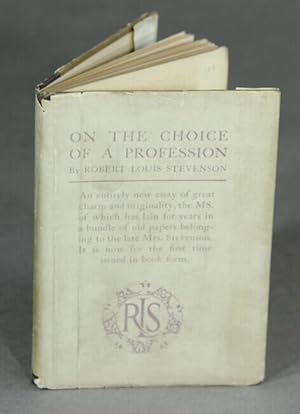 ON THE CHOICE
OF A PROFESSION
By ROBERT LOUIS STEVENSON
An entirely new essay of great
charm and originality, the MS.
of which has lain for years in
a bundle of old papers belong-
ing to the late Mrs. Stevenson.
It is now for the first time
issued in book form.
RLS